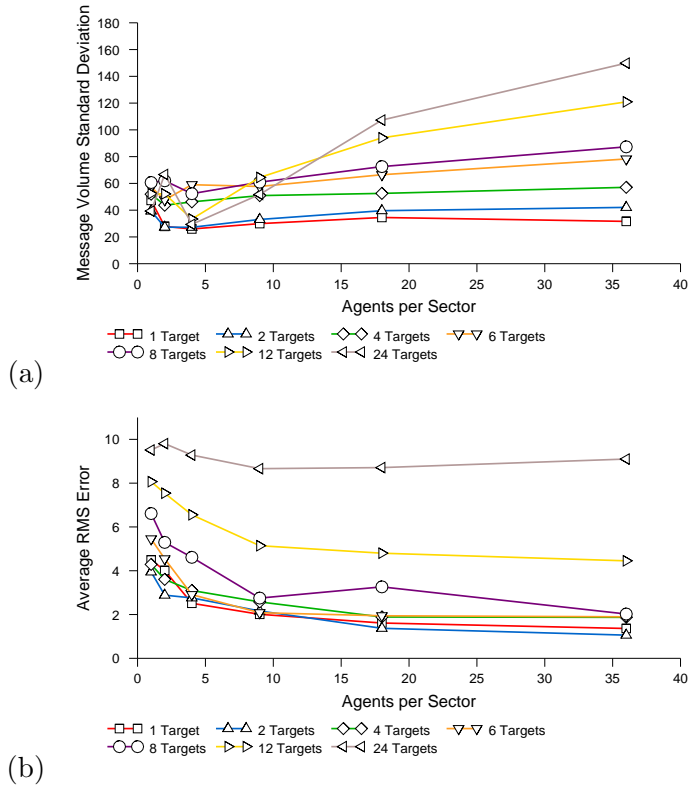 180
160
140
120
100
80
60
40
20
0
Message Volume Standard Deviation
0 5 10 15 20 25 30 35 40
Agents per Sector
1 Target 2 Targets 4 Targets 6 Targets
8 Targets 12 Targets 24 Targets
(a)
10
8
6
4
2
0
Average RMS Error
0 5 10 15 20 25 30 35 40
Agents per Sector
1 Target 2 Targets 4 Targets 6 Targets
8 Targets 12 Targets 24 Targets
(b)